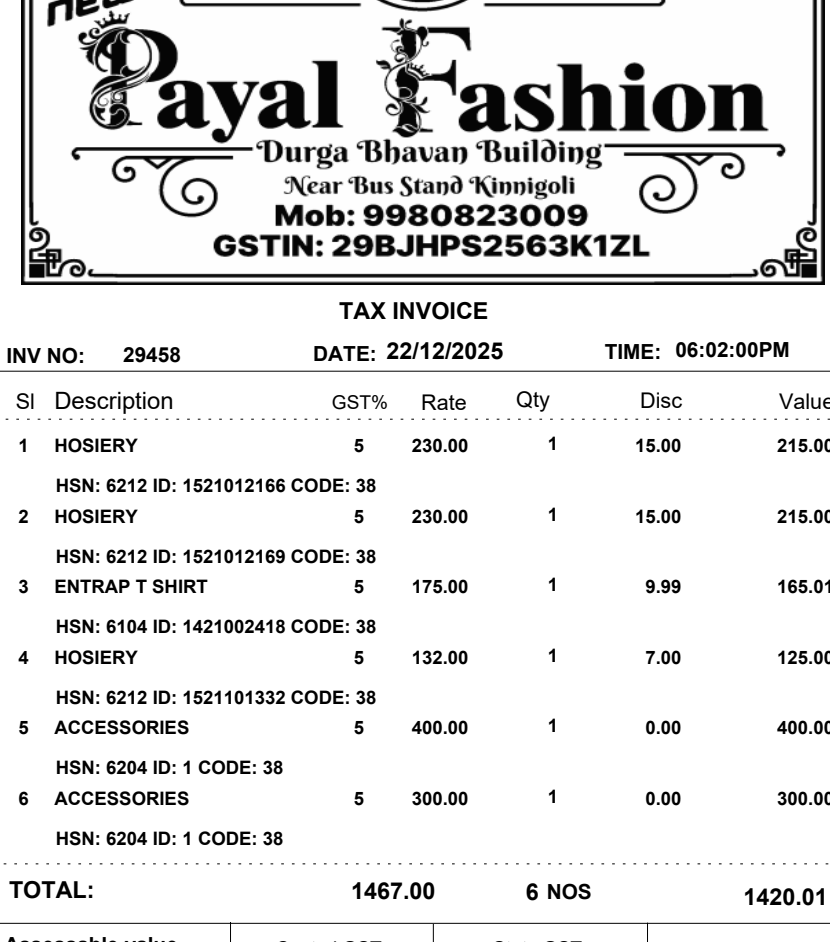 new
Payal Fashion
Durga Bhavan Building
Near Bus Stand Kinnigoli
Mob: 9980823009
GSTIN: 29BJHPS2563K1ZL
TAX INVOICE
INV NO: 29458 DATE: 22/12/2025 TIME: 06:02:00PM
Sl Description GST% Rate Qty Disc Value
1 HOSIERY 5 230.00 1 15.00 215.00
HSN: 6212 ID: 1521012166 CODE: 38
2 HOSIERY 5 230.00 1 15.00 215.00
HSN: 6212 ID: 1521012169 CODE: 38
3 ENTRAP T SHIRT 5 175.00 1 9.99 165.01
HSN: 6104 ID: 1421002418 CODE: 38
4 HOSIERY 5 132.00 1 7.00 125.00
HSN: 6212 ID: 1521101332 CODE: 38
5 ACCESSORIES 5 400.00 1 0.00 400.00
HSN: 6204 ID: 1 CODE: 38
6 ACCESSORIES 5 300.00 1 0.00 300.00
HSN: 6204 ID: 1 CODE: 38
TOTAL: 1467.00 6 NOS 1420.01